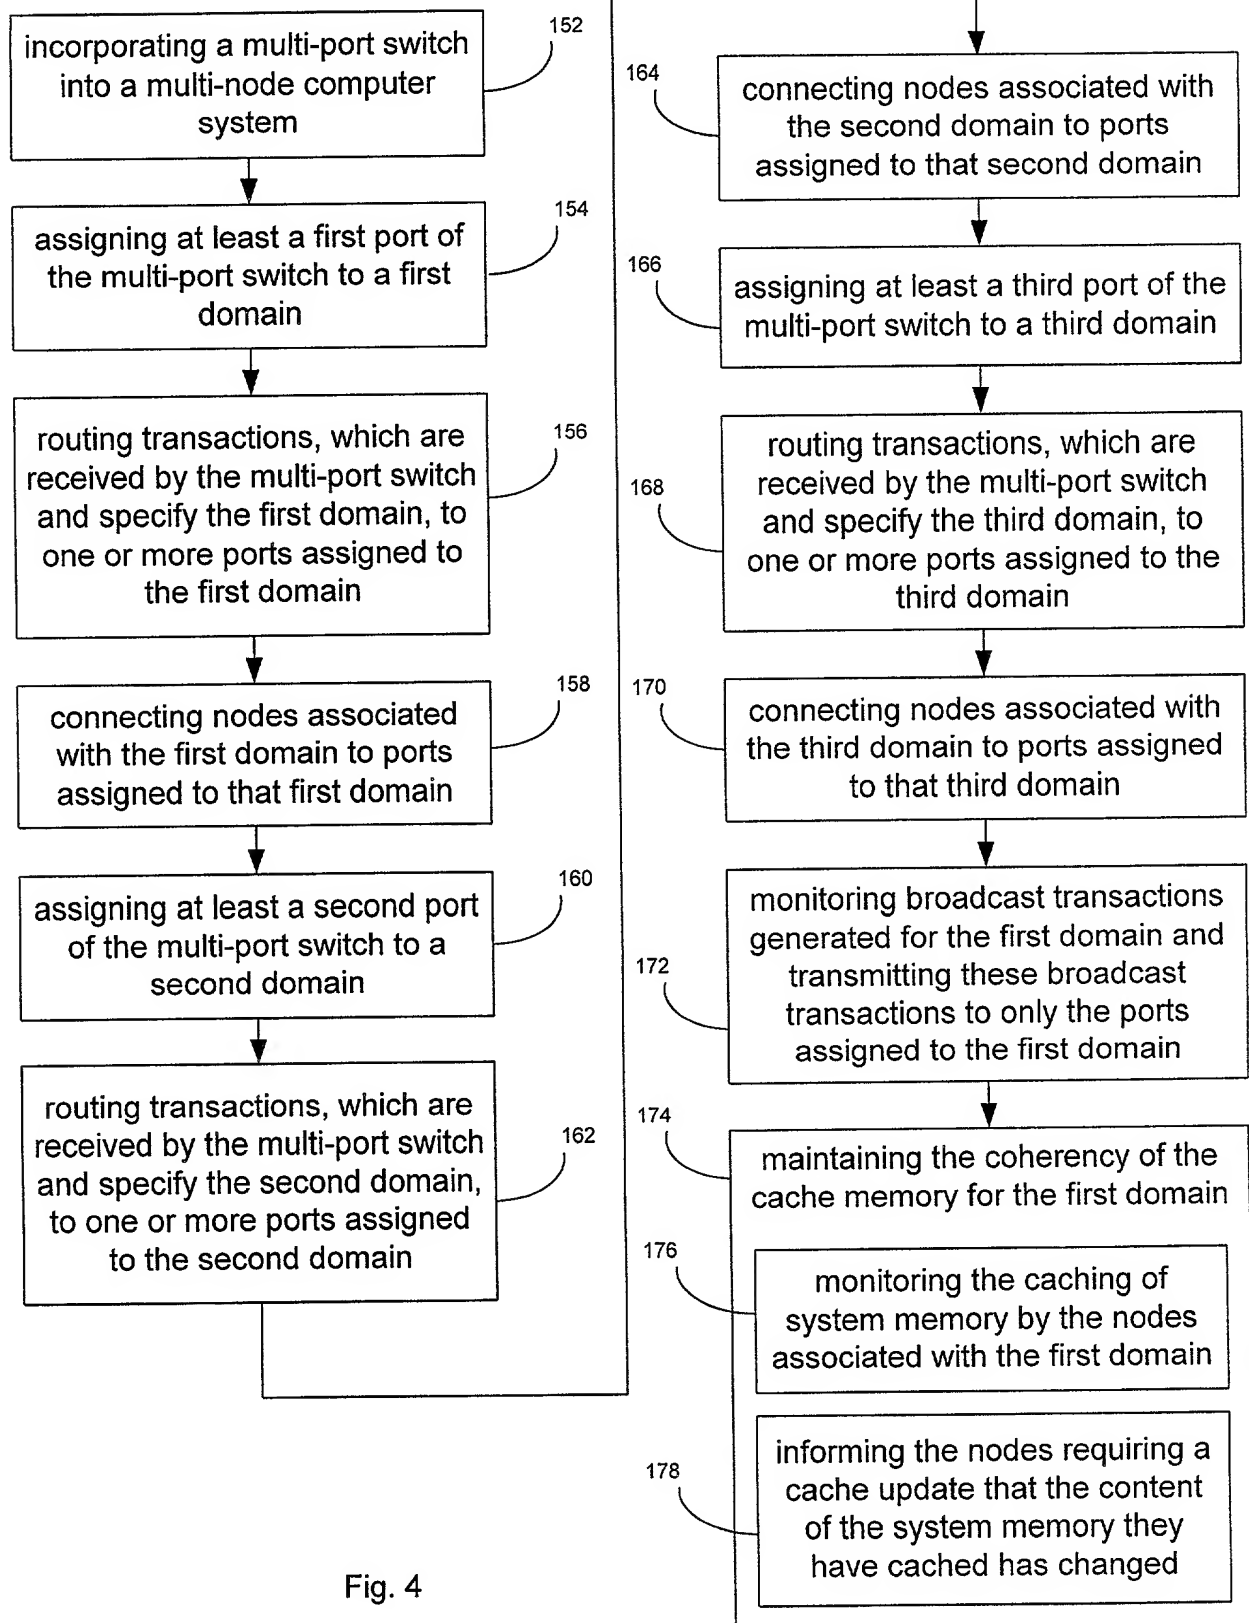 152
incorporating a multi-port switch
into a multi-node computer
system
154
assigning at least a first port of
the multi-port switch to a first
domain
156
routing transactions, which are
received by the multi-port switch
and specify the first domain, to
one or more ports assigned to
the first domain
158
connecting nodes associated
with the first domain to ports
assigned to that first domain
160
assigning at least a second port
of the multi-port switch to a
second domain
162
routing transactions, which are
received by the multi-port switch
and specify the second domain,
to one or more ports assigned
to the second domain
164
connecting nodes associated with
the second domain to ports
assigned to that second domain
166
assigning at least a third port of the
multi-port switch to a third domain
168
routing transactions, which are
received by the multi-port switch
and specify the third domain, to
one or more ports assigned to the
third domain
170
connecting nodes associated with
the third domain to ports assigned
to that third domain
172
monitoring broadcast transactions
generated for the first domain and
transmitting these broadcast
transactions to only the ports
assigned to the first domain
174
maintaining the coherency of the
cache memory for the first domain
176
monitoring the caching of
system memory by the nodes
associated with the first domain
178
informing the nodes requiring a
cache update that the content
of the system memory they
have cached has changed
Fig. 4